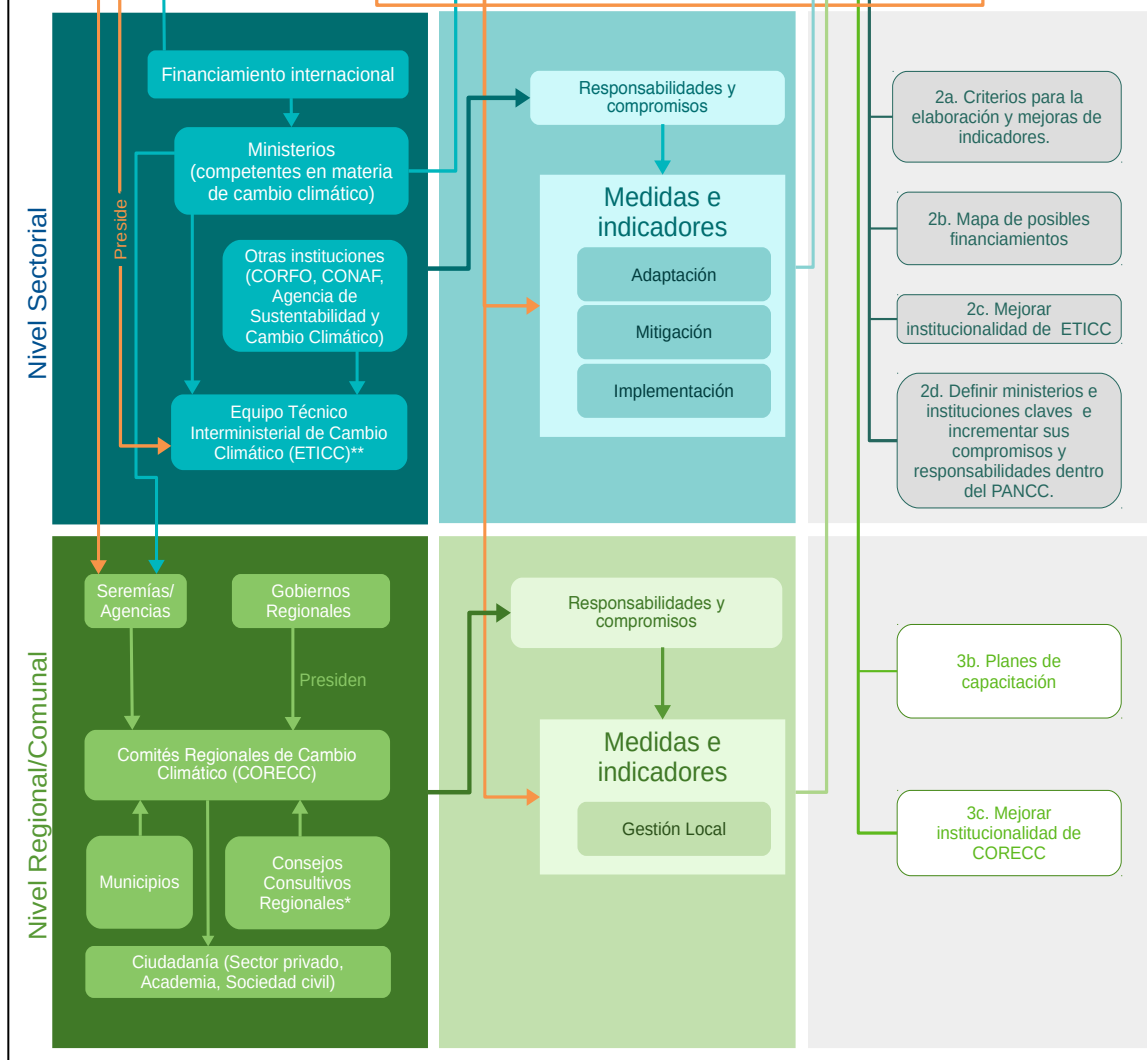 Nivel Sectorial
Financiamiento internacional
Ministerios
(competentes en materia
de cambio climático)
Preside
Otras instituciones
(CORFO, CONAF,
Agencia de
Sustentabilidad y
Cambio Climático)
Equipo Técnico
Interministerial de Cambio
Climático (ETICC)**
Responsabilidades y
compromisos
Medidas e
indicadores
Adaptación
Mitigación
Implementación
2a. Criterios para la
elaboración y mejoras de
indicadores.
2b. Mapa de posibles
financiamientos
2c. Mejorar
institucionalidad de ETICC
2d. Definir ministerios e
instituciones claves e
incrementar sus
compromisos y
responsabilidades dentro
del PANCC.
Nivel Regional/Comunal
Seremías/
Agencias
Gobiernos
Regionales
Presiden
Comités Regionales de Cambio
Climático (CORECC)
Municipios
Consejos
Consultivos
Regionales*
Ciudadanía (Sector privado,
Academia, Sociedad civil)
Responsabilidades y
compromisos
Medidas e
indicadores
Gestión Local
3b. Planes de
capacitación
3c. Mejorar
institucionalidad de
CORECC